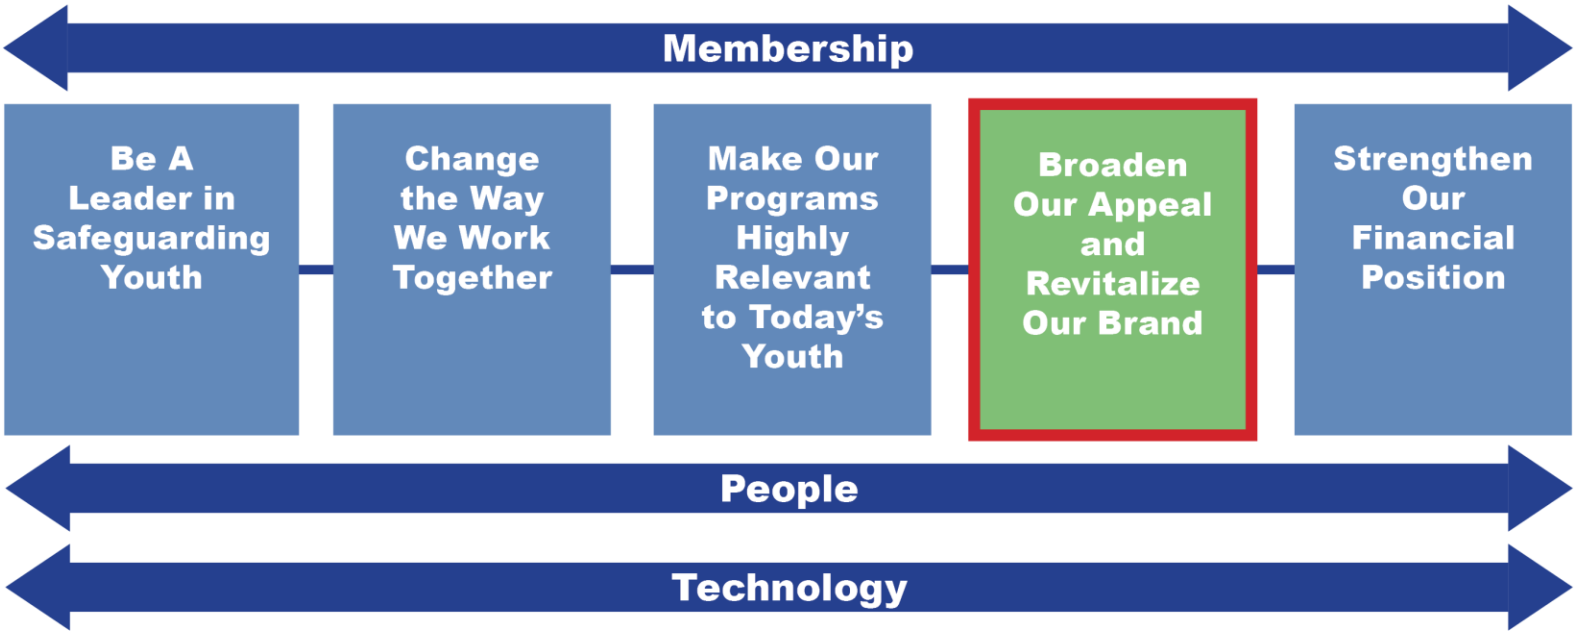 Membership
Be A
Leader in
Safeguarding
Youth
Change
the Way
We Work
Together
Make Our
Programs
Highly
Relevant
to Today’s
Youth
Broaden
Our Appeal
and
Revitalize
Our Brand
Strengthen
Our
Financial
Position
People
Technology